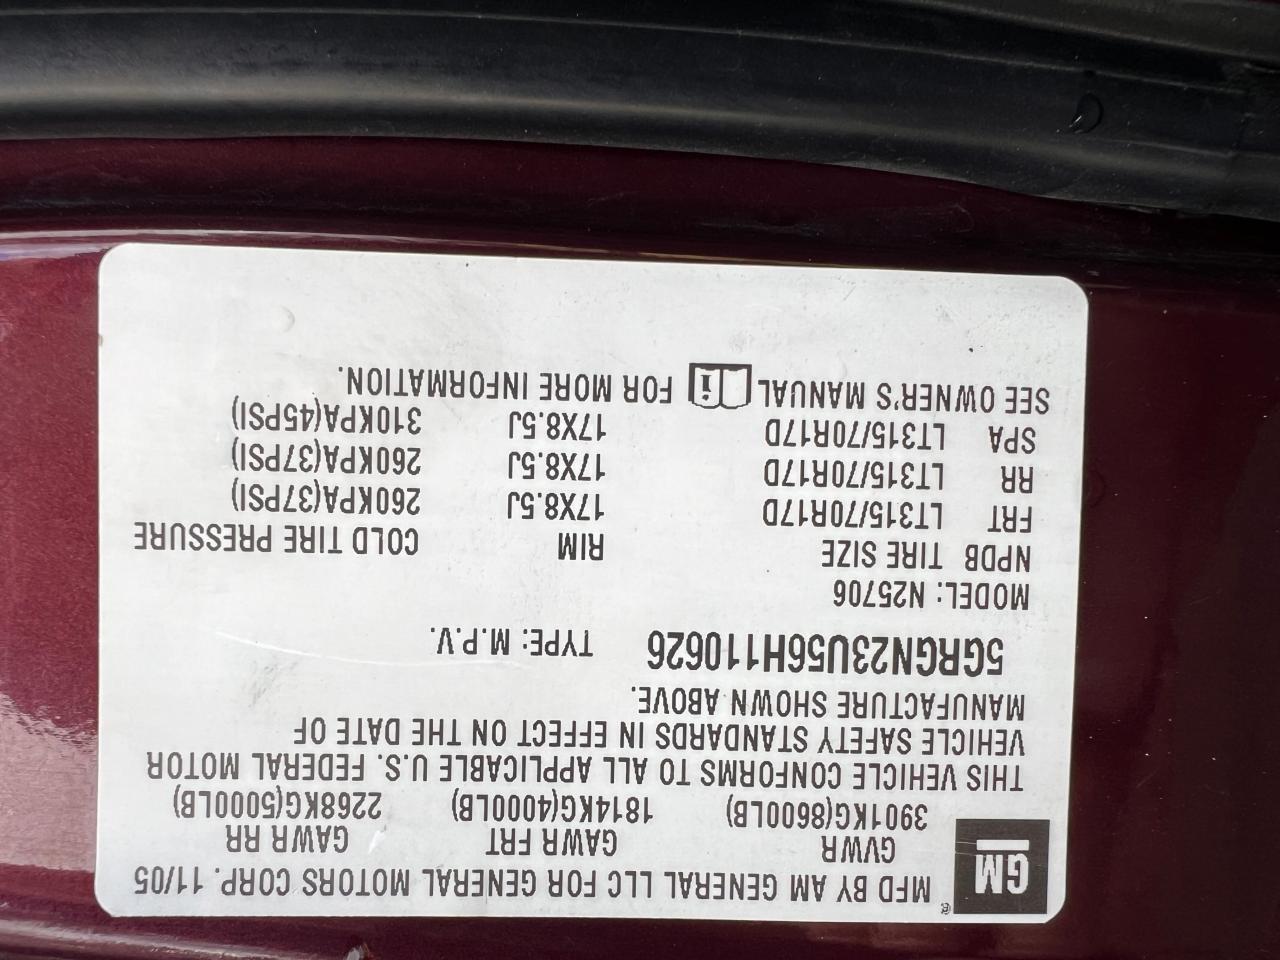 GM
MFD BY AM GENERAL LLC FOR GENERAL MOTORS CORP. 11/05
GVWR GAWR FRT GAWR RR
3901KG(8600LB) 1814KG(4000LB) 2268KG(5000LB)
THIS VEHICLE CONFORMS TO ALL APPLICABLE U.S. FEDERAL MOTOR
VEHICLE SAFETY STANDARDS IN EFFECT ON THE DATE OF
MANUFACTURE SHOWN ABOVE.
5GRGN23U56H110626 TYPE: M.P.V.
MODEL: N25706
NPDB TIRE SIZE RIM COLD TIRE PRESSURE
FRT LT315/70R17D 17X8.5J 260KPA(37PSI)
RR LT315/70R17D 17X8.5J 260KPA(37PSI)
SPA LT315/70R17D 17X8.5J 310KPA(45PSI)
SEE OWNER'S MANUAL i FOR MORE INFORMATION.